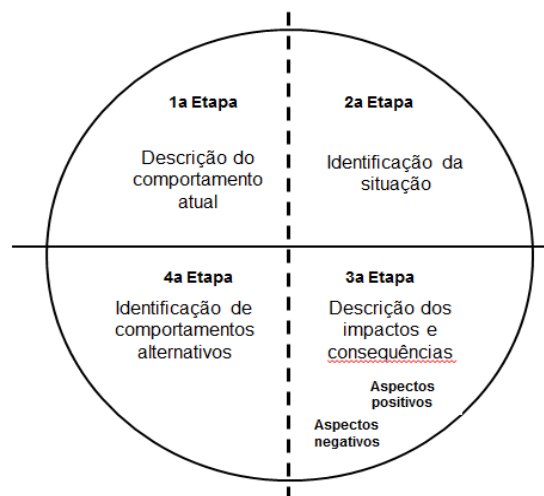 1a Etapa
Descrição do
comportamento
atual
2a Etapa
Identificação da
situação
4a Etapa
Identificação de
comportamentos
alternativos
3a Etapa
Descrição dos
impactos e
consequências
Aspectos
positivos
Aspectos
negativos